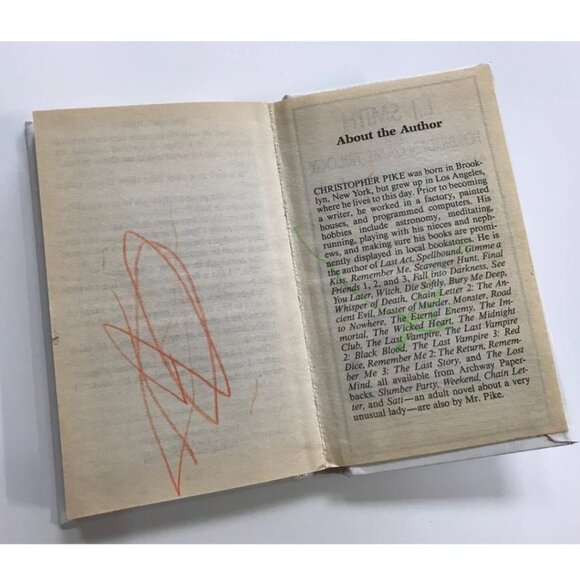 About the Author
CHRISTOPHER PIKE was born in Brook-
lyn, New York, but grew up in Los Angeles,
where he lives to this day. Prior to becoming
a writer, he worked in a factory, painted
houses, and programmed computers. His
hobbies include astronomy, meditating,
running, playing with his nieces and neph-
ews, and making sure his books are promi-
nently displayed in local bookstores. He is
the author of Last Act, Spellbound, Gimme a
Kiss, Remember Me, Scavenger Hunt, Final
Friends 1, 2, and 3, Fall into Darkness, See
You Later, Witch, Die Softly, Bury Me Deep,
Whisper of Death, Chain Letter 2: The An-
cient Evil, Master of Murder, Monster, Road
to Nowhere, The Eternal Enemy, The Im-
mortal, The Wicked Heart, The Midnight
Club, The Last Vampire, The Last Vampire
2: Black Blood, The Last Vampire 3: Red
Dice, Remember Me 2: The Return, Remem-
ber Me 3: The Last Story, and The Lost
Mind, all available from Archway Paper-
backs. Slumber Party, Weekend, Chain Let-
ter, and Sati—an adult novel about a very
unusual lady—are also by Mr. Pike.